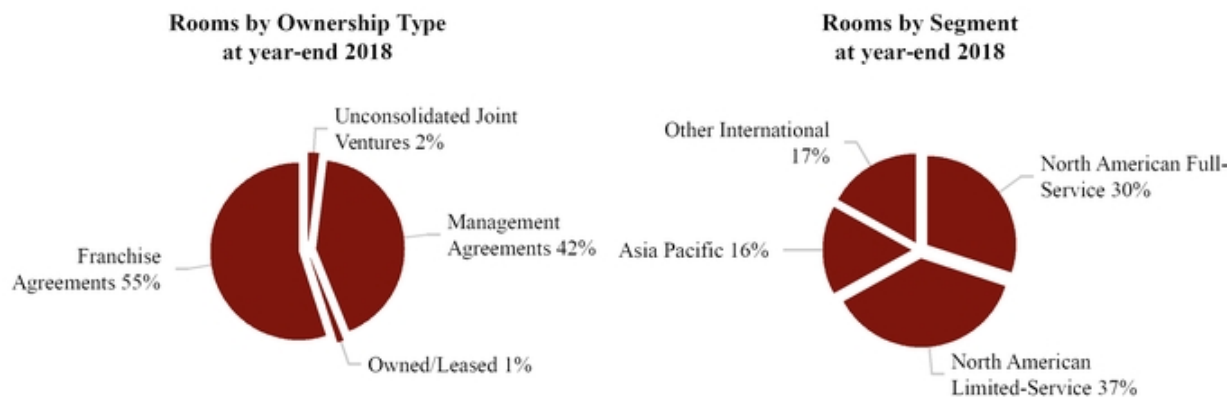 Rooms by Ownership Type
at year-end 2018
Unconsolidated Joint
Ventures 2%
Management
Agreements 42%
Franchise
Agreements 55%
Owned/Leased 1%
Rooms by Segment
at year-end 2018
Other International
17%
North American Full-
Service 30%
Asia Pacific 16%
North American
Limited-Service 37%